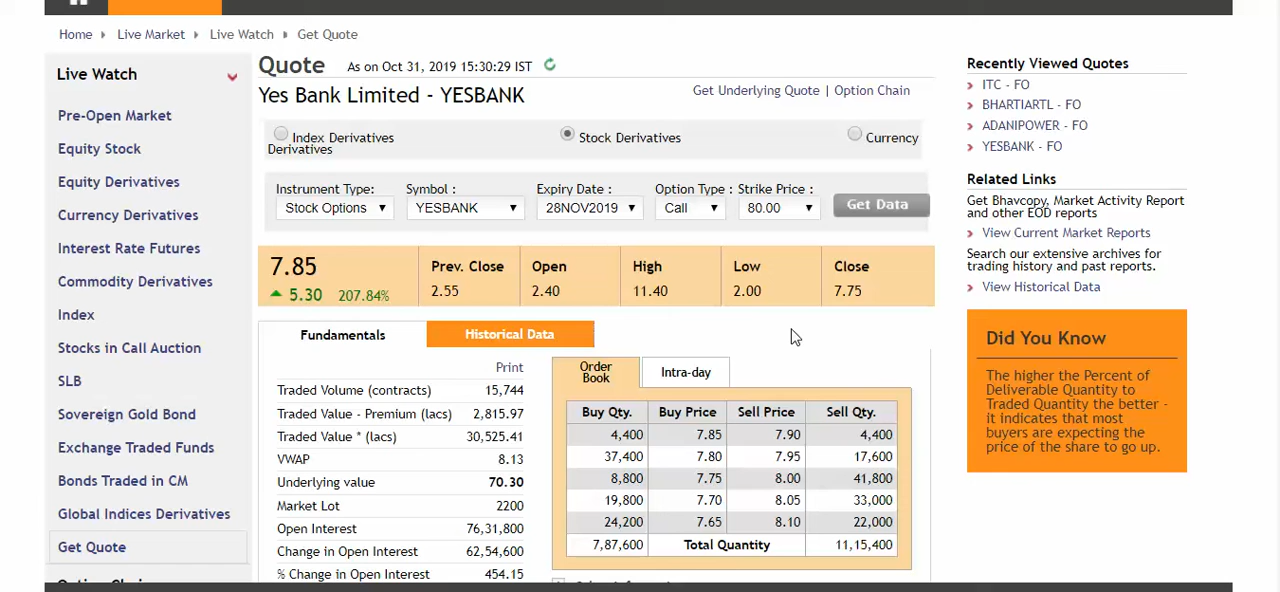 Home Live Market Live Watch Get Quote
Live Watch
Pre-Open Market
Equity Stock
Equity Derivatives
Currency Derivatives
Interest Rate Futures
Commodity Derivatives
Index
Stocks in Call Auction
SLB
Sovereign Gold Bond
Exchange Traded Funds
Bonds Traded in CM
Global Indices Derivatives
Get Quote
Quote As on Oct 31, 2019 15:30:29 IST
Yes Bank Limited - YESBANK Get Underlying Quote | Option Chain
Index Derivatives Stock Derivatives Currency
Derivatives
Instrument Type: Symbol : Expiry Date : Option Type : Strike Price :
Stock Options YESBANK 28NOV2019 Call 80.00 Get Data
7.85 Prev. Close Open High Low Close
5.30 207.84% 2.55 2.40 11.40 2.00 7.75
Fundamentals Historical Data
Print
Traded Volume (contracts) 15,744
Traded Value - Premium (lacs) 2,815.97
Traded Value * (lacs) 30,525.41
VWAP 8.13
Underlying value 70.30
Market Lot 2200
Open Interest 76,31,800
Change in Open Interest 62,54,600
% Change in Open Interest 454.15
Order
Book
Intra-day
Buy Qty. Buy Price Sell Price Sell Qty.
4,400 7.85 7.90 4,400
37,400 7.80 7.95 17,600
8,800 7.75 8.00 41,800
19,800 7.70 8.05 33,000
24,200 7.65 8.10 22,000
7,87,600 Total Quantity 11,15,400
Recently Viewed Quotes
ITC - FO
BHARTIARTL - FO
ADANIPOWER - FO
YESBANK - FO
Related Links
Get Bhavcopy, Market Activity Report
and other EOD reports
View Current Market Reports
Search our extensive archives for
trading history and past reports.
View Historical Data
Did You Know
The higher the Percent of
Deliverable Quantity to
Traded Quantity the better -
it indicates that most
buyers are expecting the
price of the share to go up.